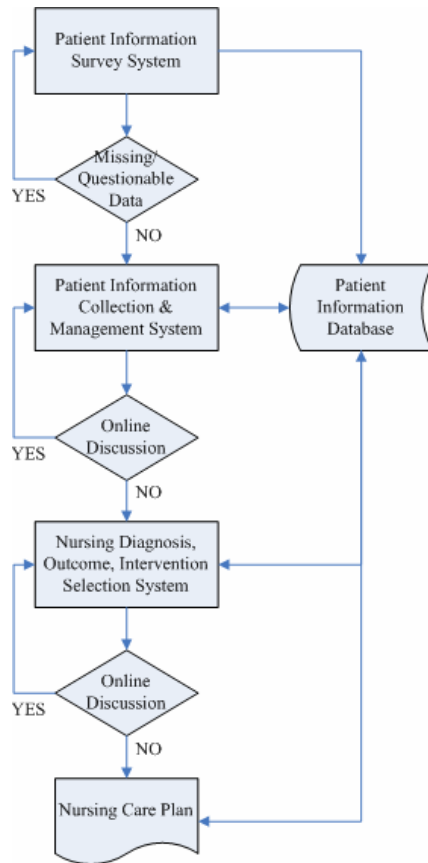 Patient Information
Survey System
Missing/
Questionable
Data
YES
NO
Patient Information
Collection &
Management System
Patient
Information
Database
Online
Discussion
YES
NO
Nursing Diagnosis,
Outcome, Intervention
Selection System
Online
Discussion
YES
NO
Nursing Care Plan